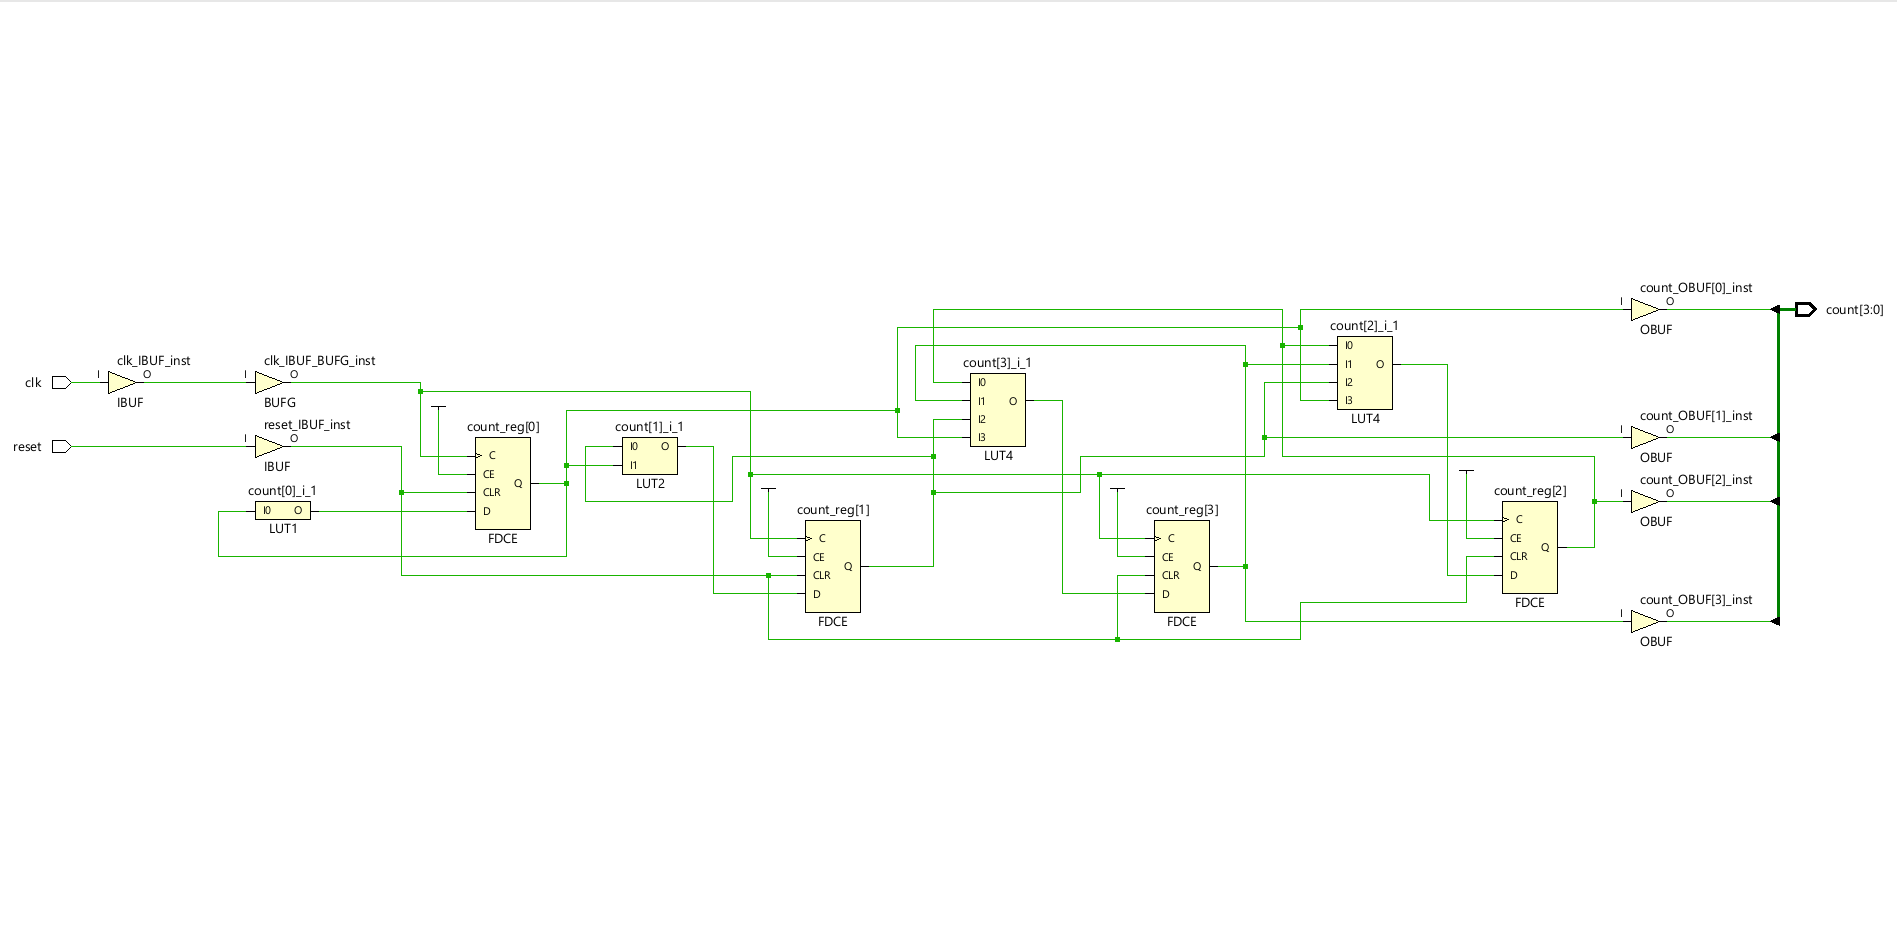 clk
I
clk_IBUF_inst
O
IBUF
I
clk_IBUF_BUFG_inst
O
BUFG
reset
I
reset_IBUF_inst
O
IBUF
count[0]_i_1
I0
O
LUT1
count_reg[0]
C
CE
CLR
D
Q
FDCE
count[1]_i_1
I0
I1
O
LUT2
count_reg[1]
C
CE
CLR
D
Q
FDCE
count[3]_i_1
I0
I1
I2
I3
O
LUT4
count_reg[3]
C
CE
CLR
D
Q
FDCE
count[2]_i_1
I0
I1
I2
I3
O
LUT4
count_reg[2]
C
CE
CLR
D
Q
FDCE
count_OBUF[0]_inst
I
O
OBUF
count_OBUF[1]_inst
I
O
OBUF
count_OBUF[2]_inst
I
O
OBUF
count_OBUF[3]_inst
I
O
OBUF
count[3:0]